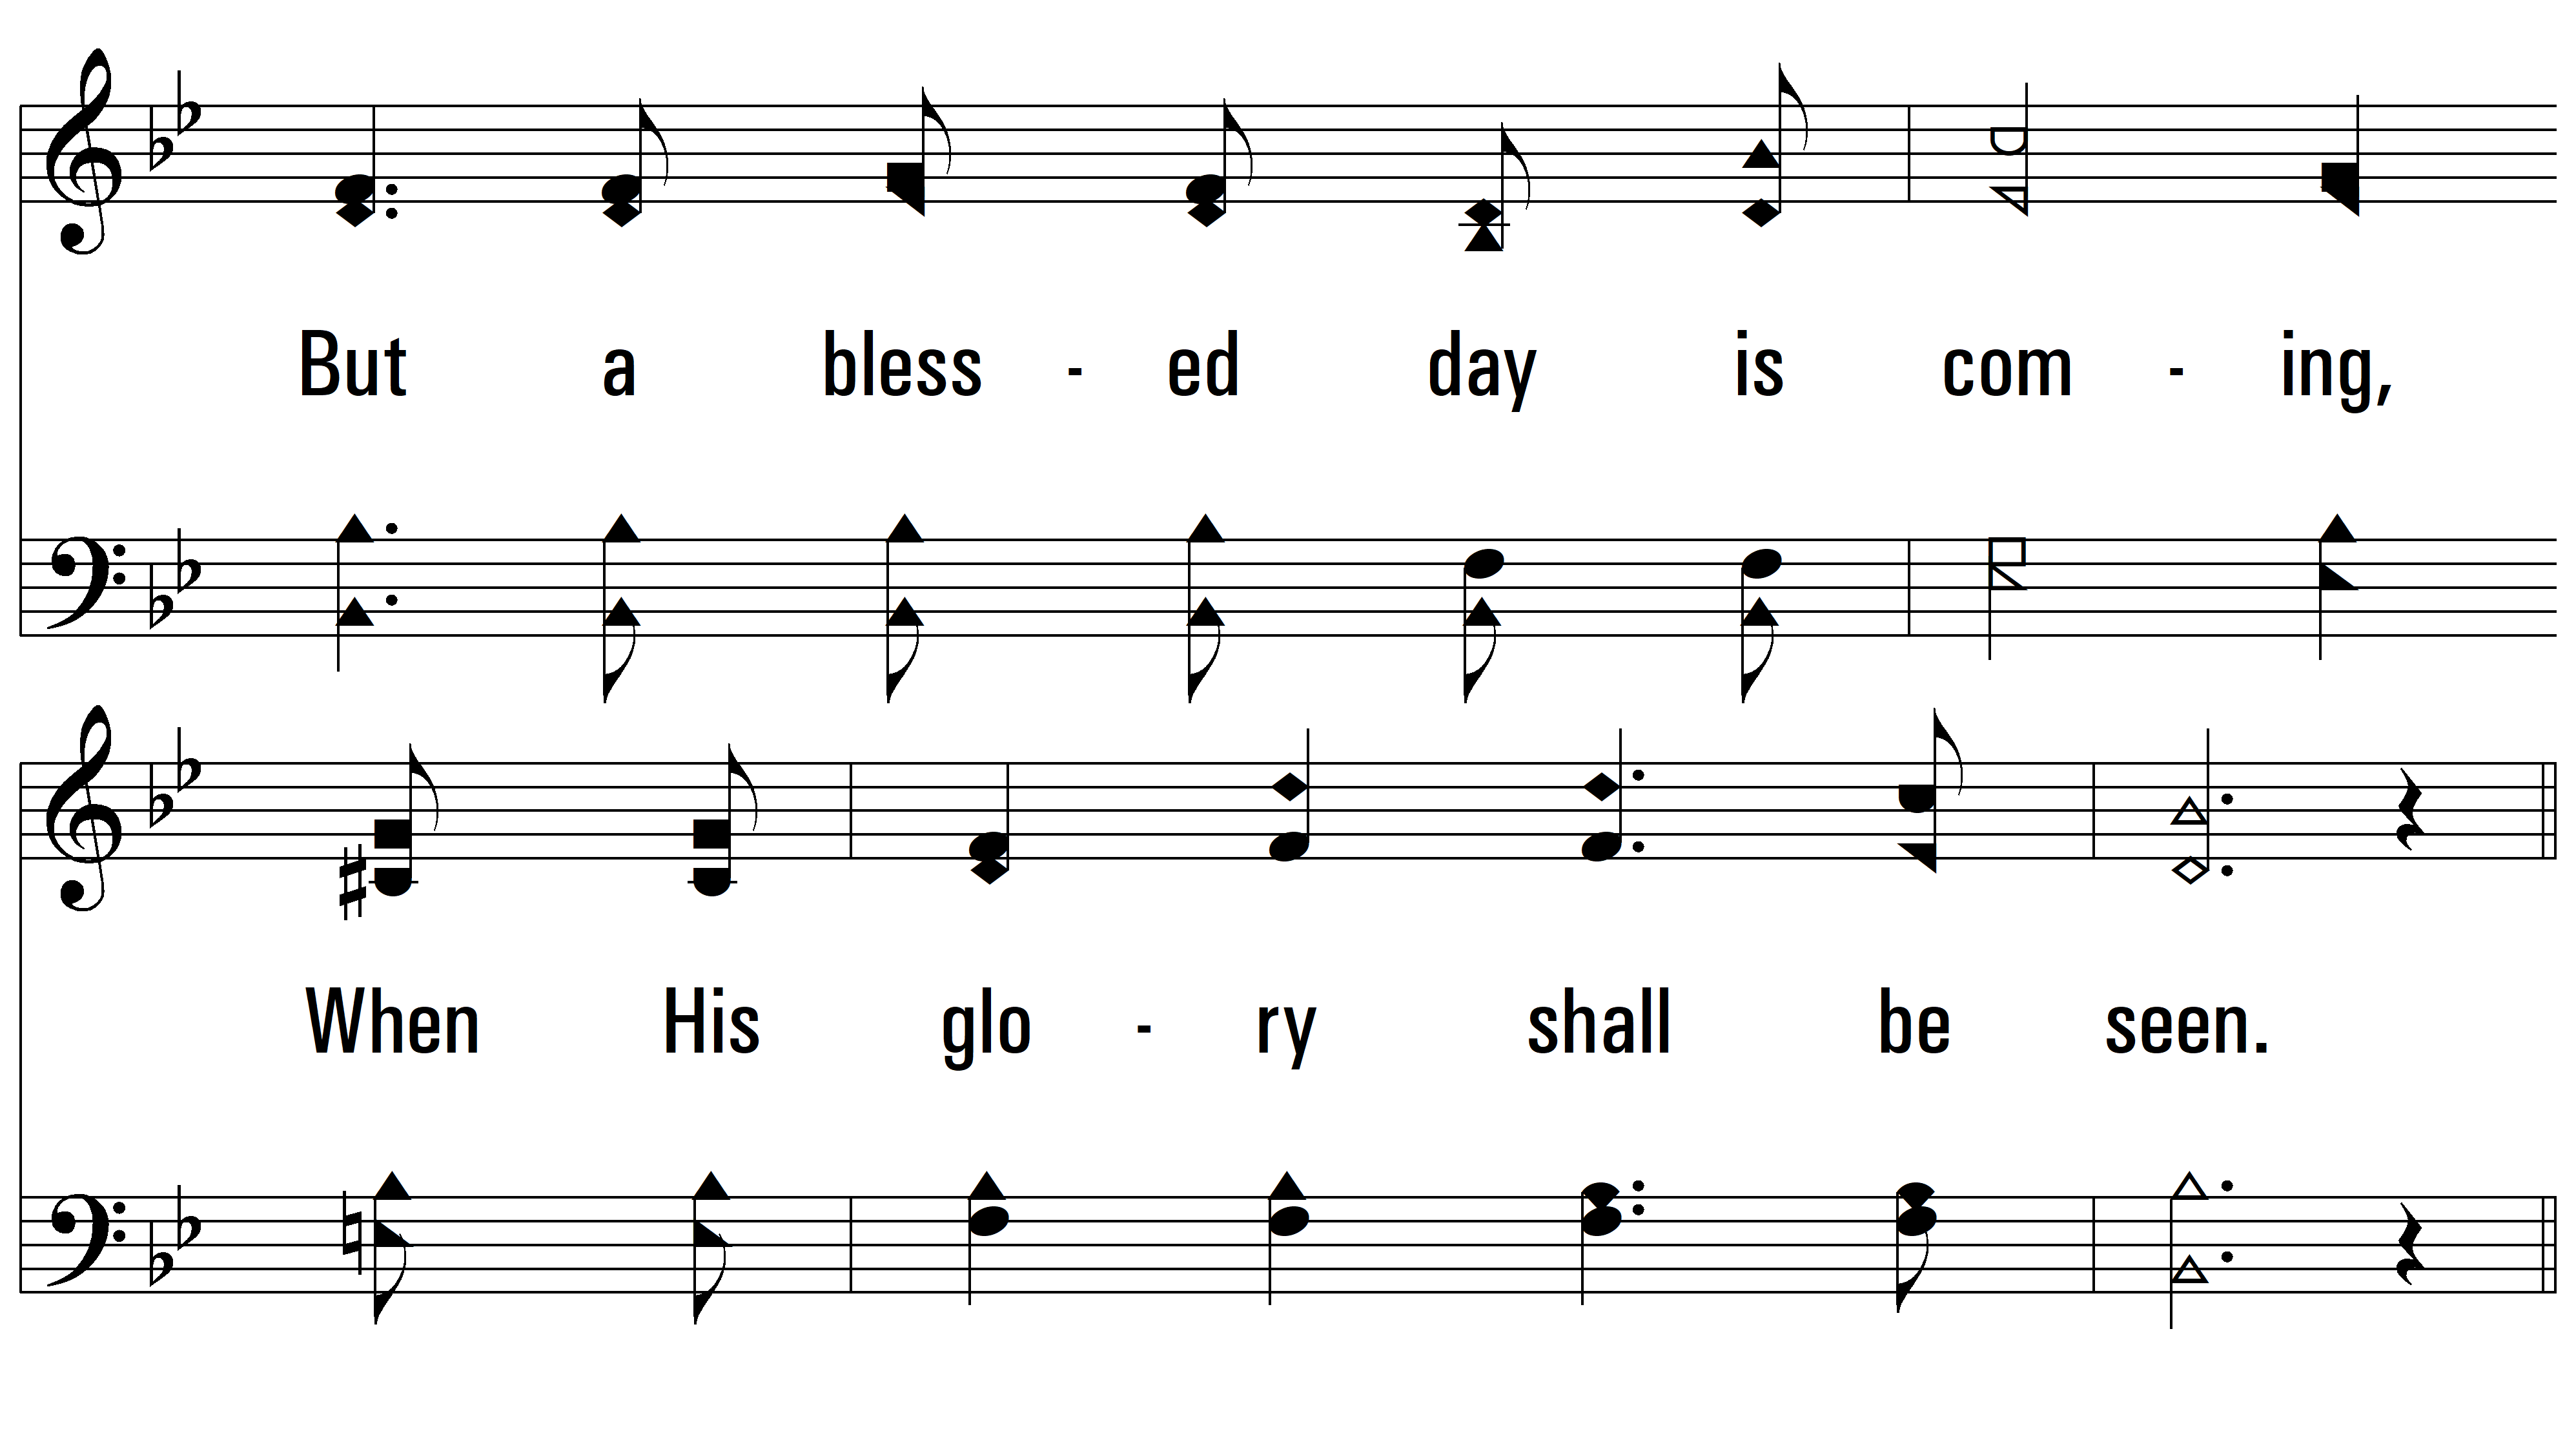 But a bless - ed day is com - ing,
When His glo - ry shall be seen.